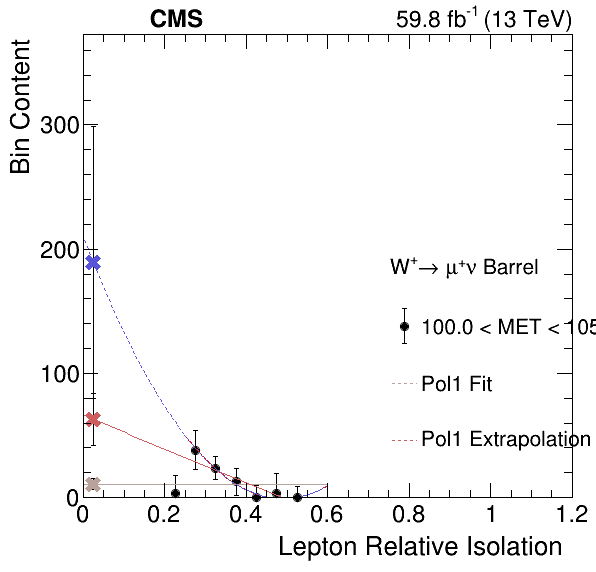 CMS
59.8 fb⁻¹ (13 TeV)
Bin Content
300
200
100
0
W⁺→ μ⁺ν Barrel
100.0 < MET < 105
Pol1 Fit
Pol1 Extrapolation
0 0.2 0.4 0.6 0.8 1 1.2
Lepton Relative Isolation